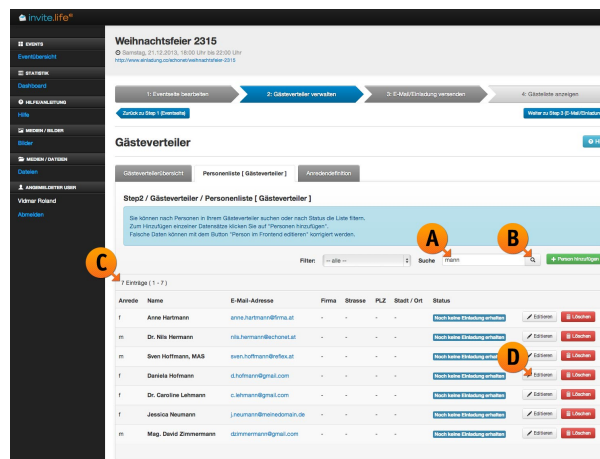 invite.life®
EVENTS
Eventübersicht
STATISTIK
Dashboard
HILFE/ANLEITUNG
Hilfe
MEDIEN / BILDER
Bilder
MEDIEN / DATEIEN
Dateien
ANGEMELDETER USER
Vidmar Roland
Abmelden
Weihnachtsfeier 2315
Samstag, 21.12.2013, 18:00 Uhr bis 22:00 Uhr
http://www.einladung.co/echonet/weihnachtsfeier-2315
1: Eventseite bearbeiten 2: Gästeverteiler verwalten 3: E-Mail/Einladung versenden 4: Gästeliste anzeigen
Zurück zu Step 1 (Eventseite) Weiter zu Step 3 (E-Mail/Einladun
Gästeverteiler
Gästeverteilerübersicht Personenliste [ Gästeverteiler ] Anredendefinition
Step2 / Gästeverteiler / Personenliste [ Gästeverteiler ]
Sie können nach Personen in Ihrem Gästeverteiler suchen oder nach Status die Liste filtern.
Zum Hinzufügen einzelner Datensätze klicken Sie auf "Personen hinzufügen".
Falsche Daten können mit dem Button "Person im Frontend editieren" korrigiert werden.
A B
Filter: -- alle -- Suche mann + Person hinzufügen
C
7 Einträge ( 1 - 7 )
Anrede Name E-Mail-Adresse Firma Strasse PLZ Stadt / Ort Status
f Anne Hartmann anne.hartmann@firma.at - - - - Noch keine Einladung erhalten Editieren Löschen
m Dr. Nils Hermann nils.hermann@echonet.at - - - - Noch keine Einladung erhalten Editieren Löschen
m Sven Hoffmann, MAS sven.hoffmann@reflex.at - - - - Noch keine Einladung erhalten Editieren Löschen
D
f Daniela Hofmann d.hofmann@gmail.com - - - - Noch keine Einladung erhalten Editieren Löschen
f Dr. Caroline Lehmann c.lehmann@gmail.com - - - - Noch keine Einladung erhalten Editieren Löschen
f Jessica Neumann j.neumann@meinedomain.de - - - - Noch keine Einladung erhalten Editieren Löschen
m Mag. David Zimmermann dzimmermann@gmail.com - - - - Noch keine Einladung erhalten Editieren Löschen